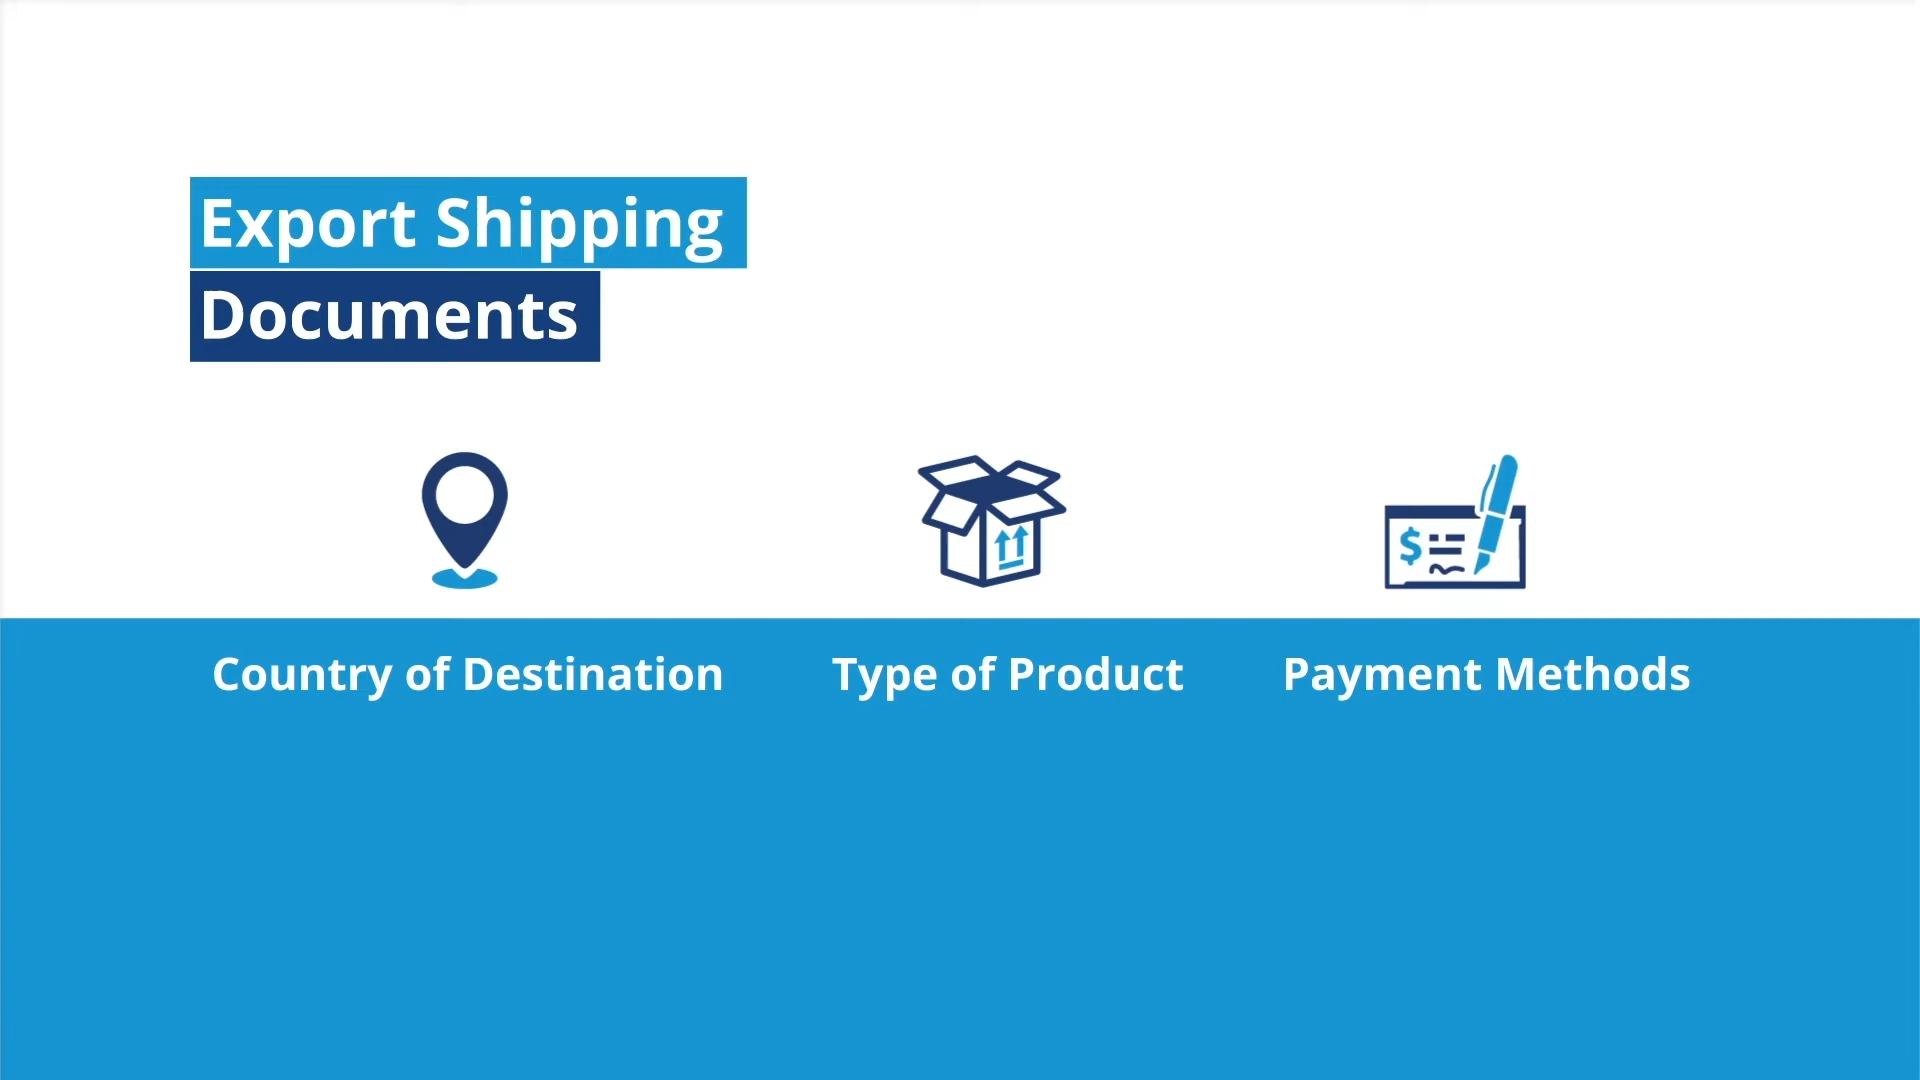 Export Shipping
Documents
$
Country of Destination
Type of Product
Payment Methods